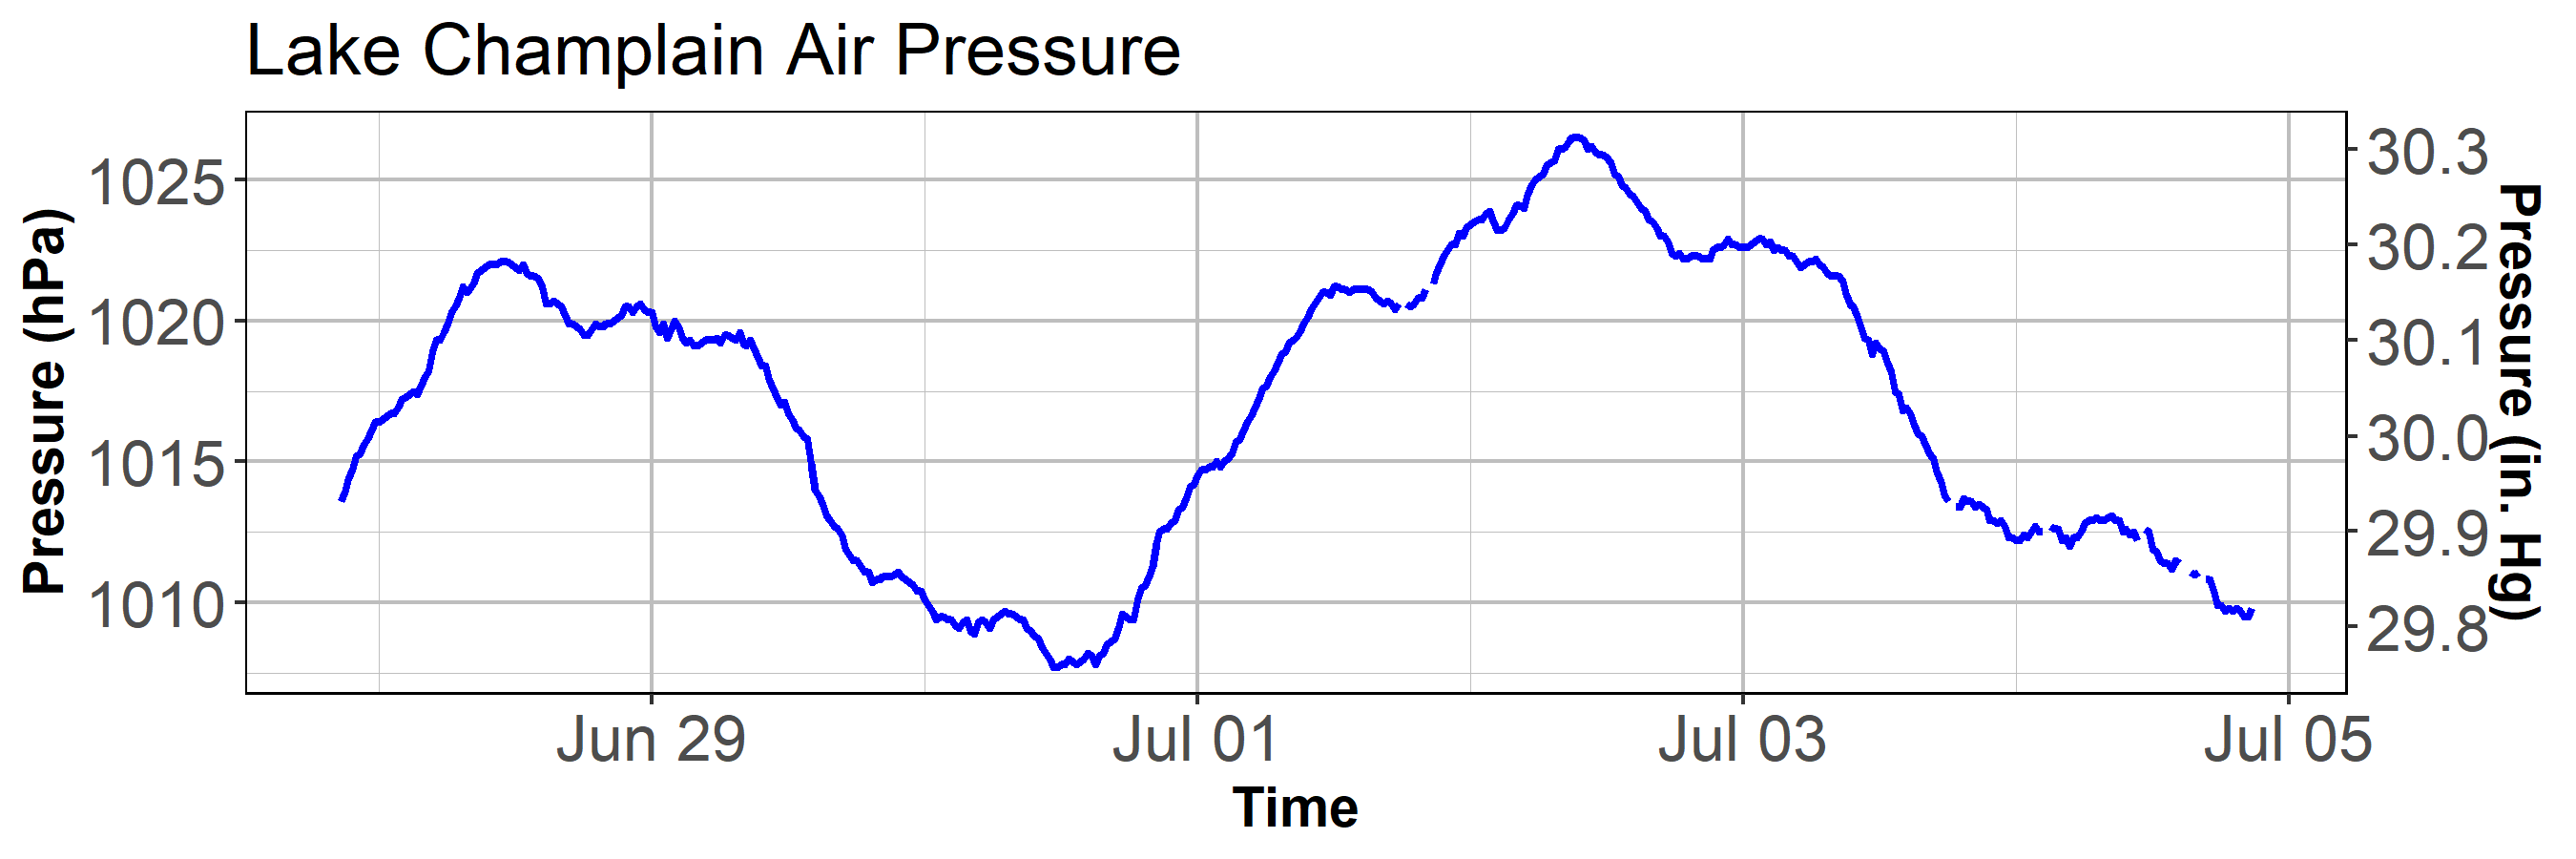 Lake Champlain Air Pressure
Pressure (hPa)
1025
1020
1015
1010
30.3
30.2
30.1
30.0
29.9
29.8
Pressure (in. Hg)
Jun 29
Jul 01
Jul 03
Jul 05
Time